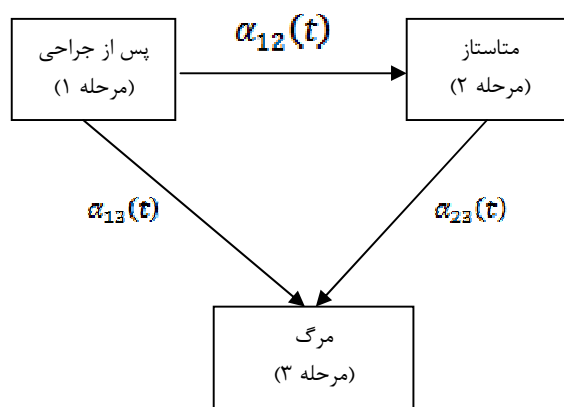 پس از جراحی
(مرحله ۱)
α₁₂(t)
متاستاز
(مرحله ۲)
α₁₃(t)
α₂₃(t)
مرگ
(مرحله ۳)